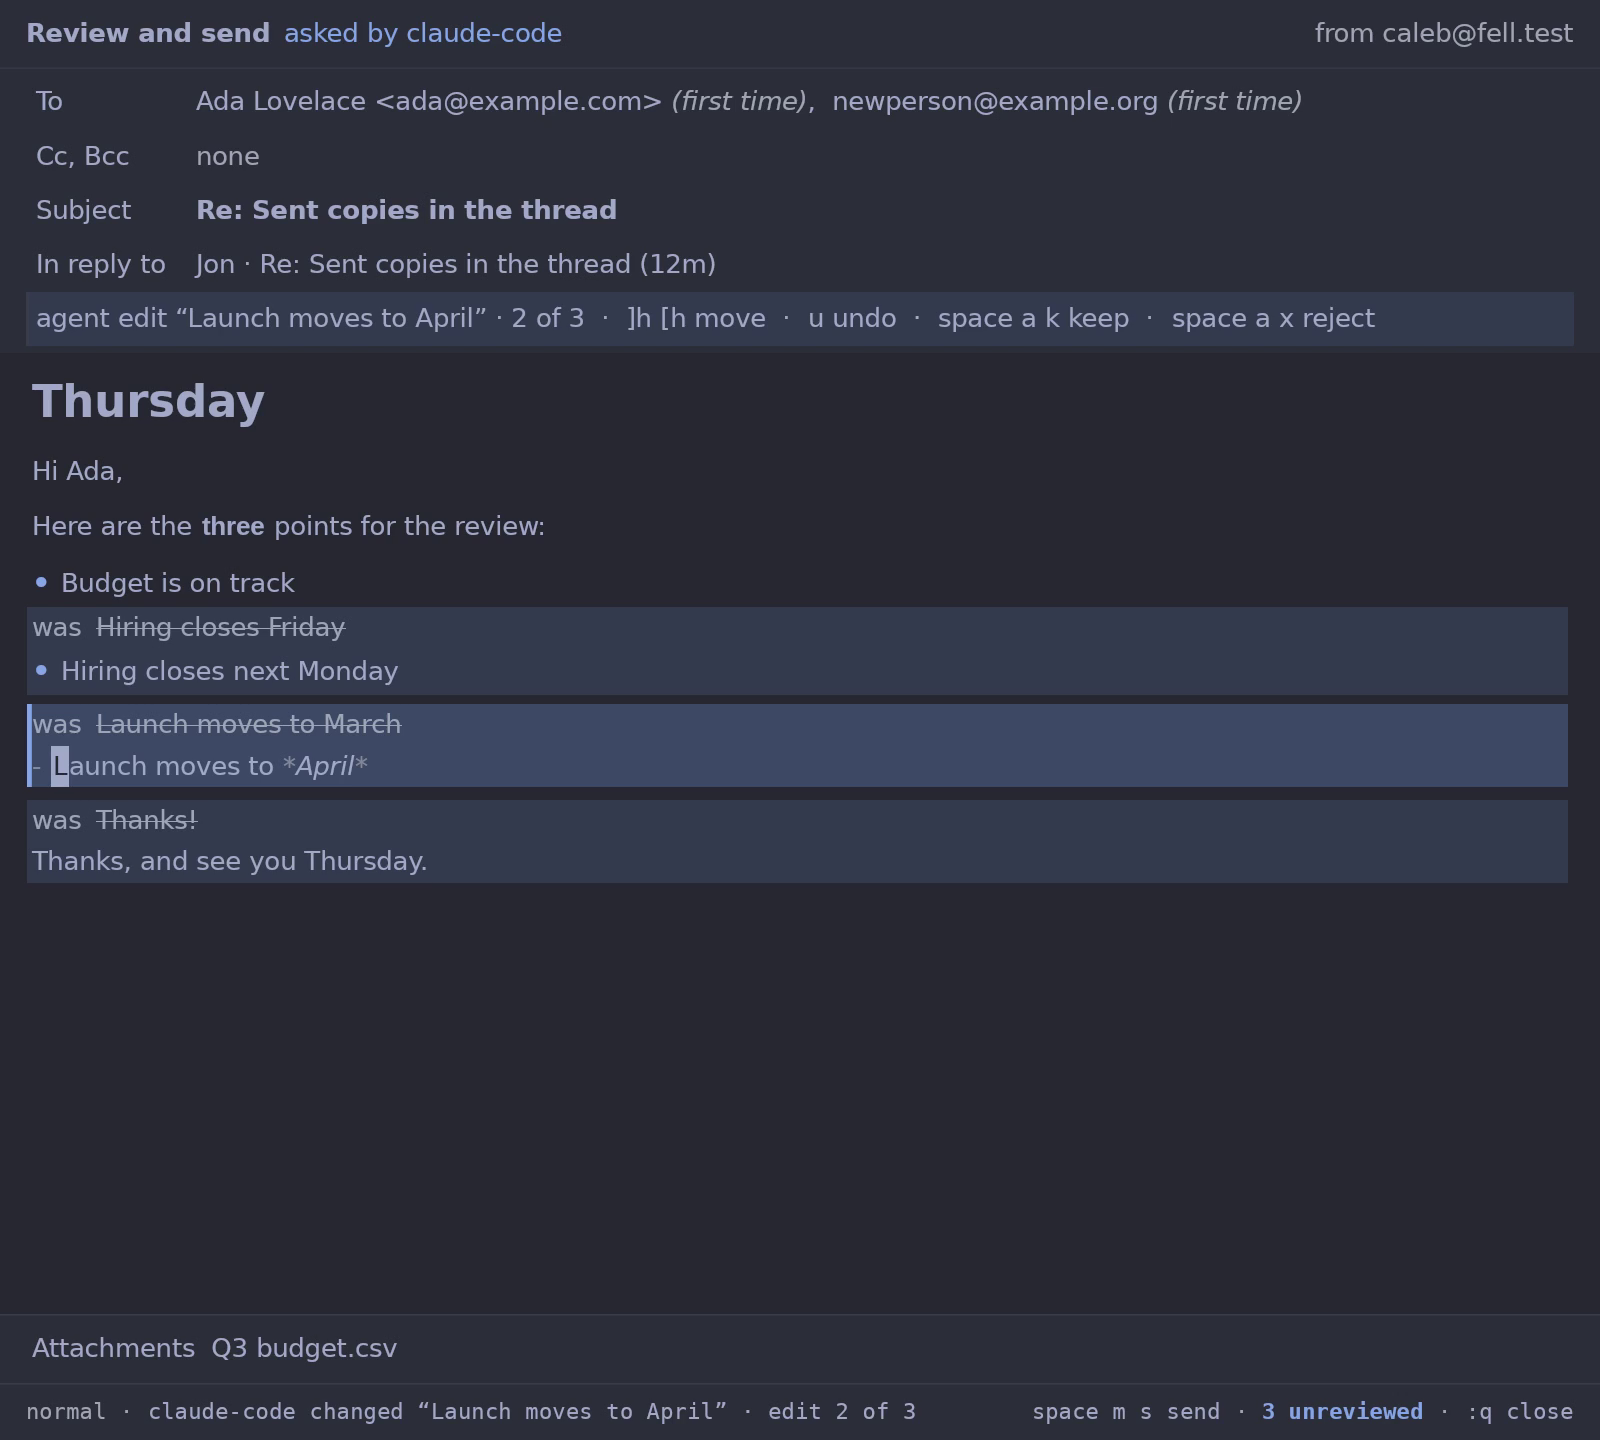 Review and send asked by claude-code from caleb@fell.test
To Ada Lovelace <ada@example.com> (first time), newperson@example.org (first time)
Cc, Bcc none
Subject Re: Sent copies in the thread
In reply to Jon · Re: Sent copies in the thread (12m)
agent edit “Launch moves to April” · 2 of 3 · ]h [h move · u undo · space a k keep · space a x reject
Thursday
Hi Ada,
Here are the three points for the review:
• Budget is on track
was Hiring closes Friday
• Hiring closes next Monday
was Launch moves to March
- Launch moves to *April*
was Thanks!
Thanks, and see you Thursday.
Attachments Q3 budget.csv
normal · claude-code changed “Launch moves to April” · edit 2 of 3 space m s send · 3 unreviewed · :q close